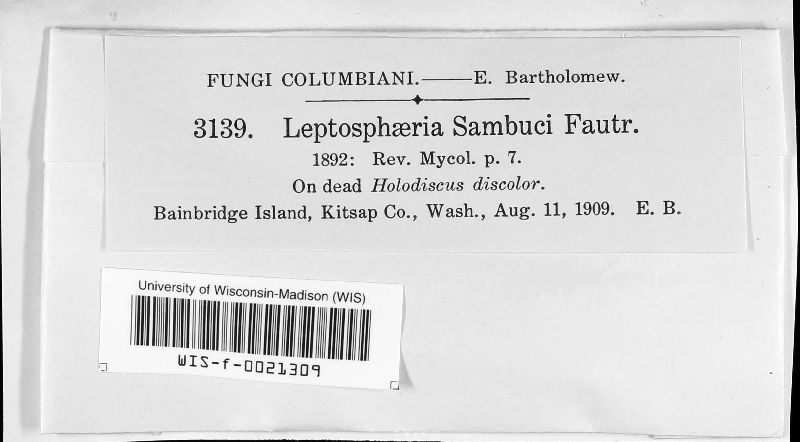 FUNGI COLUMBIANI.——E. Bartholomew.
3139. Leptosphæria Sambuci Fautr.
1892: Rev. Mycol. p. 7.
On dead Holodiscus discolor.
Bainbridge Island, Kitsap Co., Wash., Aug. 11, 1909. E. B.
University of Wisconsin-Madison (WIS)
WIS-f-0021309